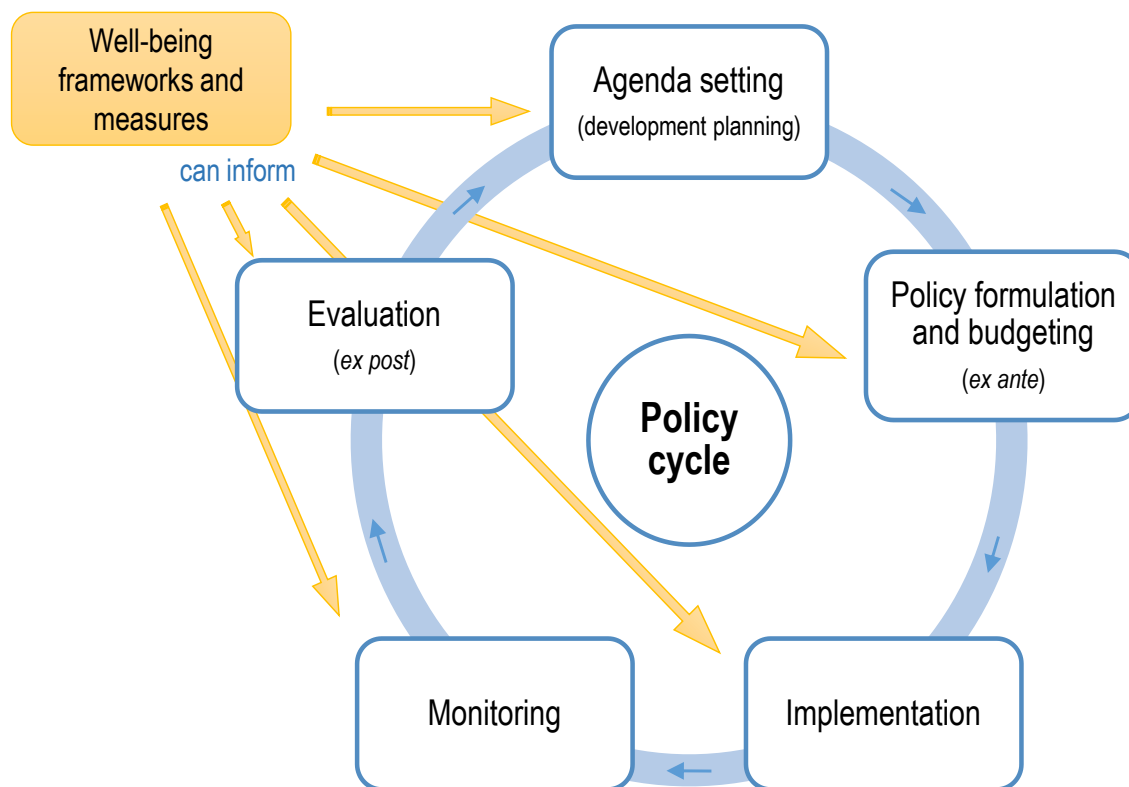 Well-being
frameworks and
measures
can inform
Agenda setting
(development planning)
Policy formulation
and budgeting
(ex ante)
Evaluation
(ex post)
Policy
cycle
Monitoring
Implementation